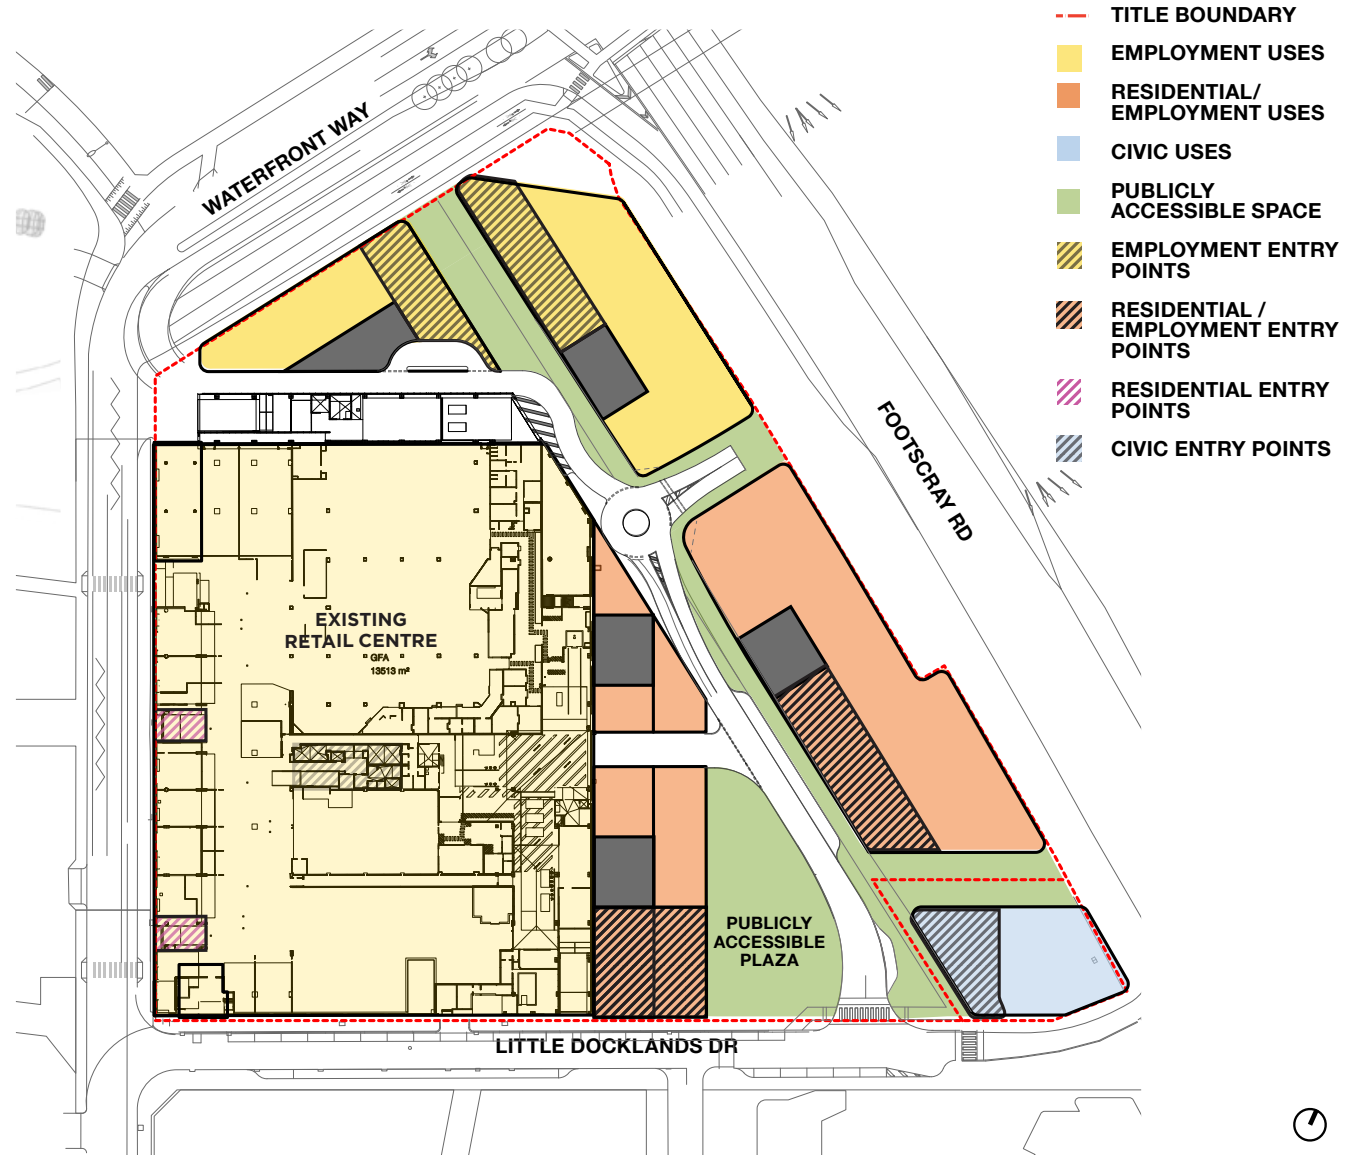 TITLE BOUNDARY
EMPLOYMENT USES
RESIDENTIAL/
EMPLOYMENT USES
CIVIC USES
PUBLICLY
ACCESSIBLE SPACE
EMPLOYMENT ENTRY
POINTS
RESIDENTIAL /
EMPLOYMENT ENTRY
POINTS
RESIDENTIAL ENTRY
POINTS
CIVIC ENTRY POINTS
WATERFRONT WAY
FOOTSCRAY RD
EXISTING
RETAIL CENTRE
GFA
13513 m²
PUBLICLY
ACCESSIBLE
PLAZA
LITTLE DOCKLANDS DR